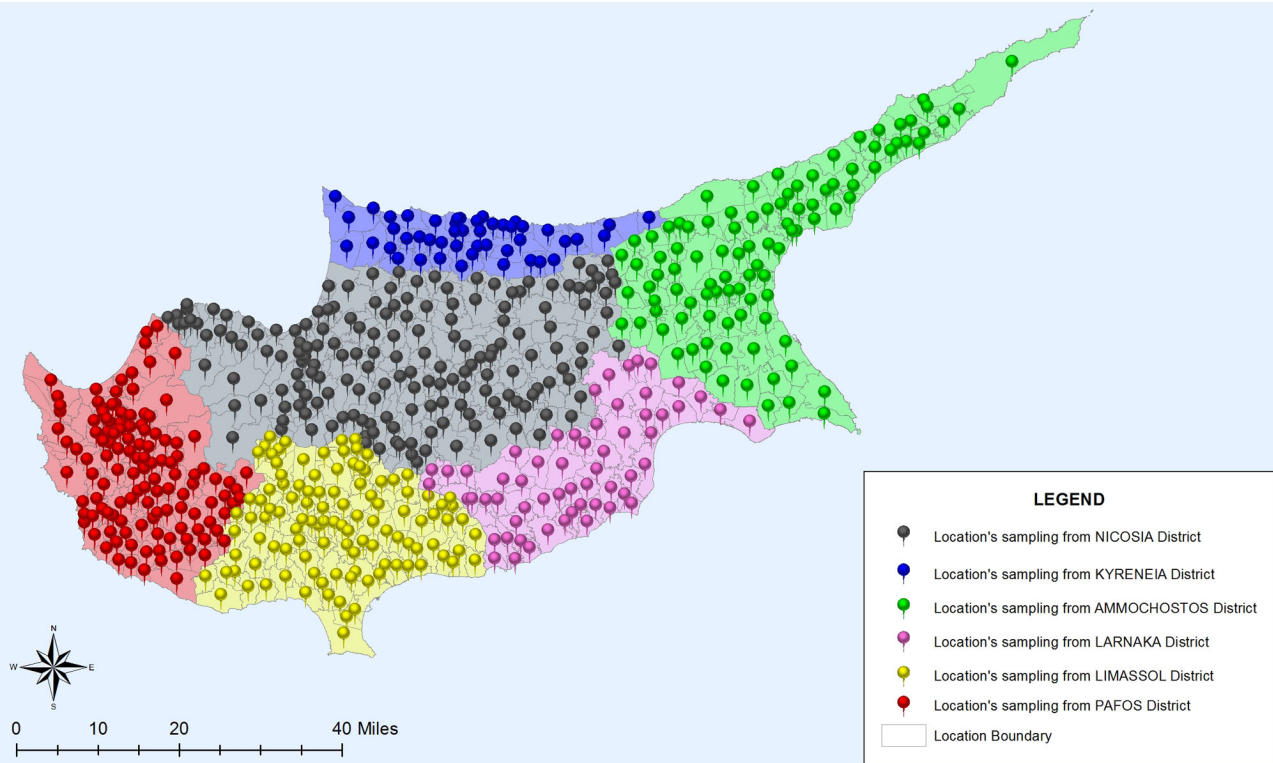 LEGEND
Location's sampling from NICOSIA District
Location's sampling from KYRENEIA District
Location's sampling from AMMOCHOSTOS District
Location's sampling from LARNAKA District
Location's sampling from LIMASSOL District
Location's sampling from PAFOS District
Location Boundary
N
W E
S
0 10 20 40 Miles